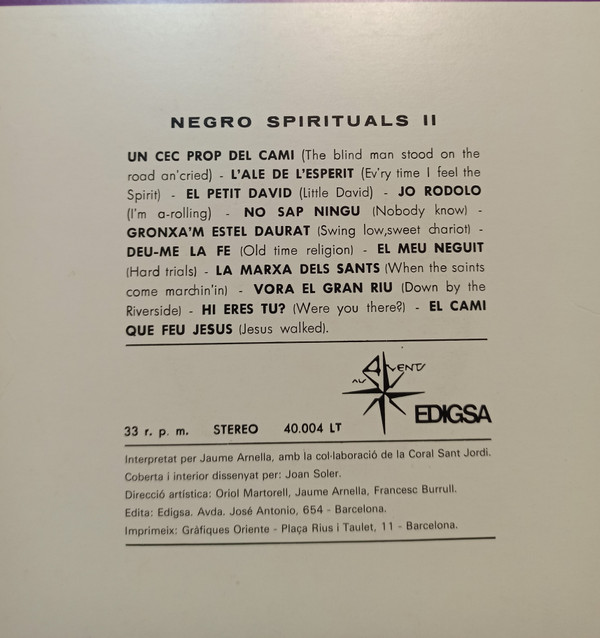 NEGRO SPIRITUALS II
UN CEC PROP DEL CAMI (The blind man stood on the
road an'cried) - L'ALE DE L'ESPERIT (Ev'ry time I feel the
Spirit) - EL PETIT DAVID (Little David) - JO RODOLO
(I'm a-rolling) - NO SAP NINGU (Nobody know) -
GRONXA'M ESTEL DAURAT (Swing low,sweet chariot) -
DEU-ME LA FE (Old time religion) - EL MEU NEGUIT
(Hard trials) - LA MARXA DELS SANTS (When the saints
come marchin'in) - VORA EL GRAN RIU (Down by the
Riverside) - HI ERES TU? (Were you there?) - EL CAMI
QUE FEU JESUS (Jesus walked).
4 VENTS
AU
EDIGSA
33 r. p. m. STEREO 40.004 LT
Interpretat per Jaume Arnella, amb la col·laboració de la Coral Sant Jordi.
Coberta i interior dissenyat per: Joan Soler.
Direcció artística: Oriol Martorell, Jaume Arnella, Francesc Burrull.
Edita: Edigsa. Avda. José Antonio, 654 - Barcelona.
Imprimeix: Gráfiques Oriente - Plaça Rius i Taulet, 11 - Barcelona.